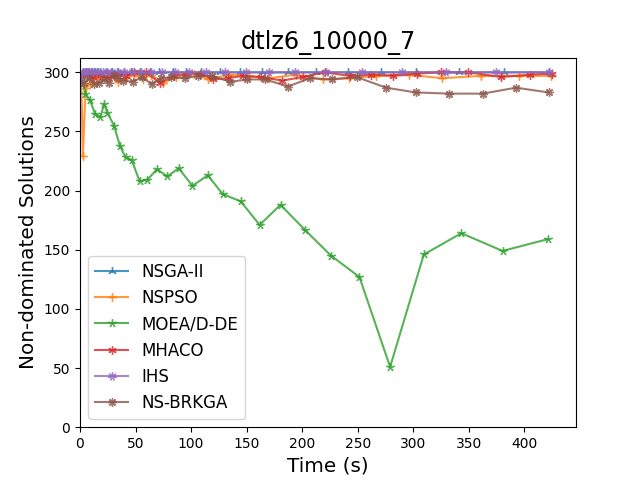 dtlz6_10000_7
Non-dominated Solutions
300
250
200
150
100
50
0
NSGA-II
NSPSO
MOEA/D-DE
MHACO
IHS
NS-BRKGA
0 50 100 150 200 250 300 350 400
Time (s)